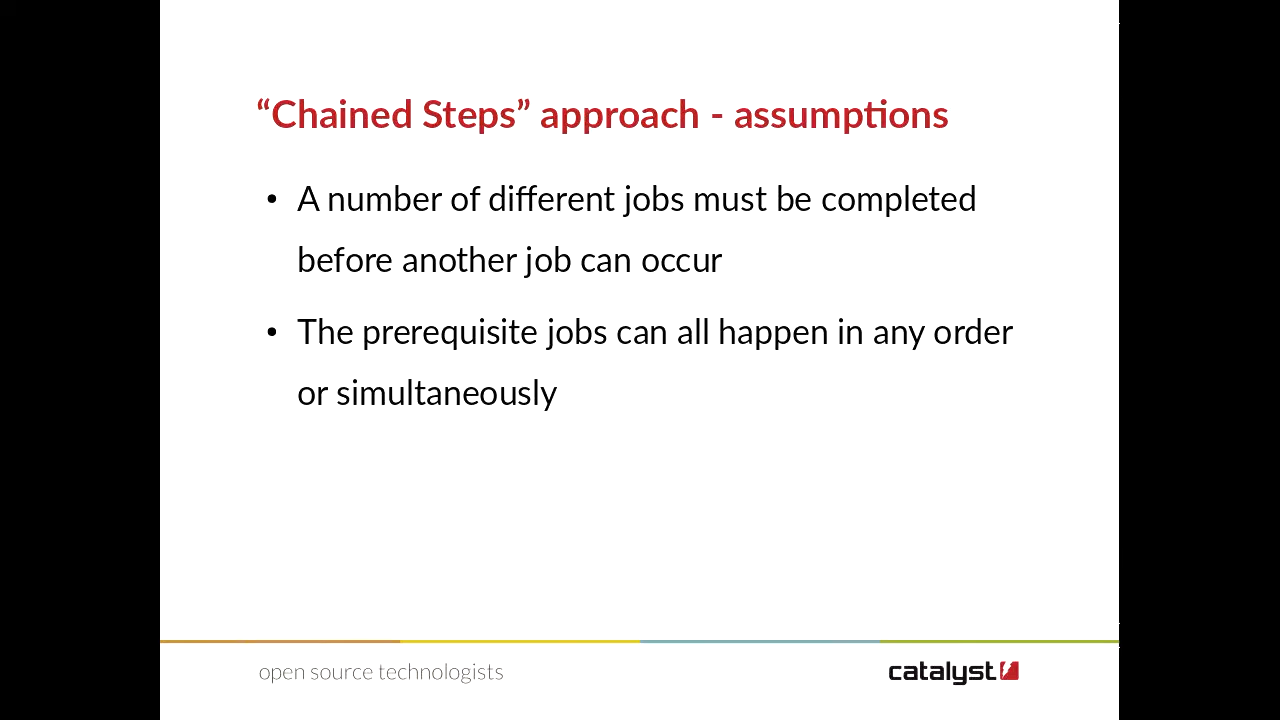 “Chained Steps” approach - assumptions
• A number of different jobs must be completed
before another job can occur
• The prerequisite jobs can all happen in any order
or simultaneously
open source technologists
catalyst